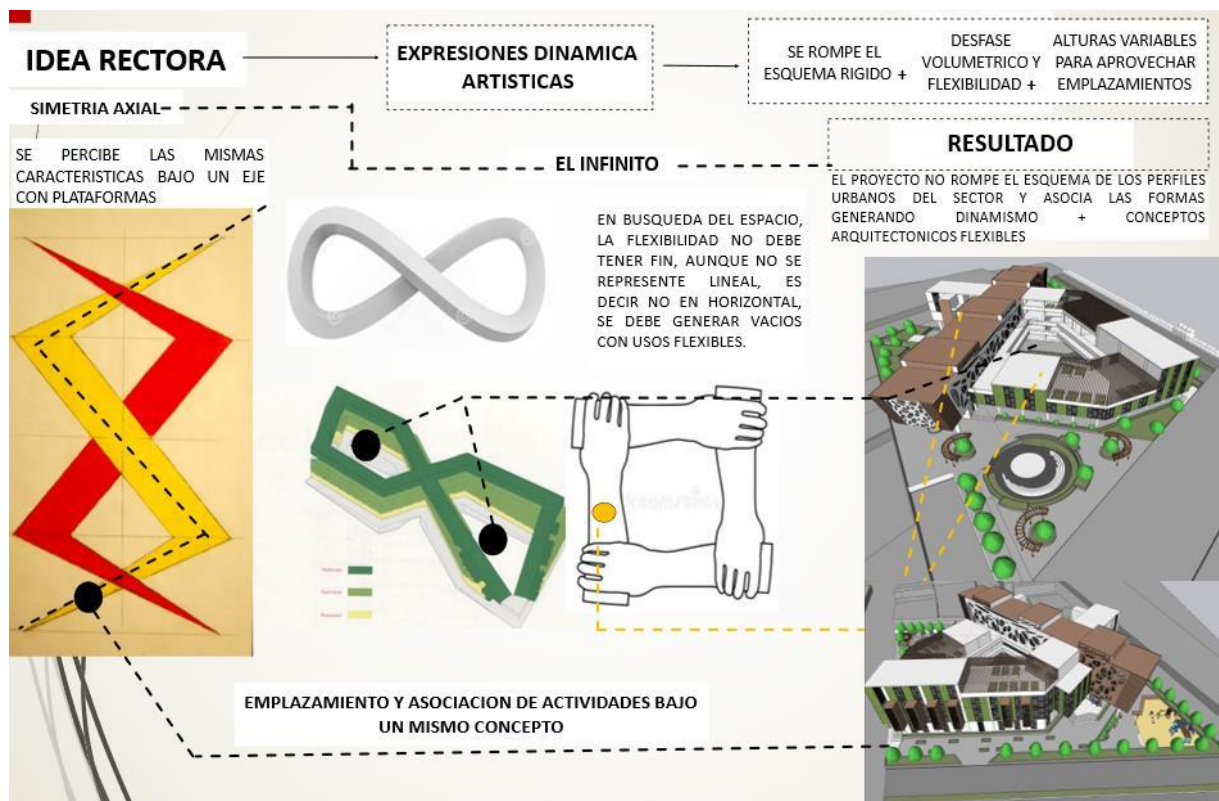 IDEA RECTORA
EXPRESIONES DINAMICA
ARTISTICAS
SE ROMPE EL
ESQUEMA RIGIDO +
DESFASE
VOLUMETRICO Y
FLEXIBILIDAD +
ALTURAS VARIABLES
PARA APROVECHAR
EMPLAZAMIENTOS
SIMETRIA AXIAL
SE PERCIBE LAS MISMAS
CARACTERISTICAS BAJO UN EJE
CON PLATAFORMAS
EL INFINITO
RESULTADO
EL PROYECTO NO ROMPE EL ESQUEMA DE LOS PERFILES
URBANOS DEL SECTOR Y ASOCIA LAS FORMAS
GENERANDO DINAMISMO + CONCEPTOS
ARQUITECTONICOS FLEXIBLES
EN BUSQUEDA DEL ESPACIO,
LA FLEXIBILIDAD NO DEBE
TENER FIN, AUNQUE NO SE
REPRESENTE LINEAL, ES
DECIR NO EN HORIZONTAL,
SE DEBE GENERAR VACIOS
CON USOS FLEXIBLES.
dreamstime
EMPLAZAMIENTO Y ASOCIACION DE ACTIVIDADES BAJO
UN MISMO CONCEPTO